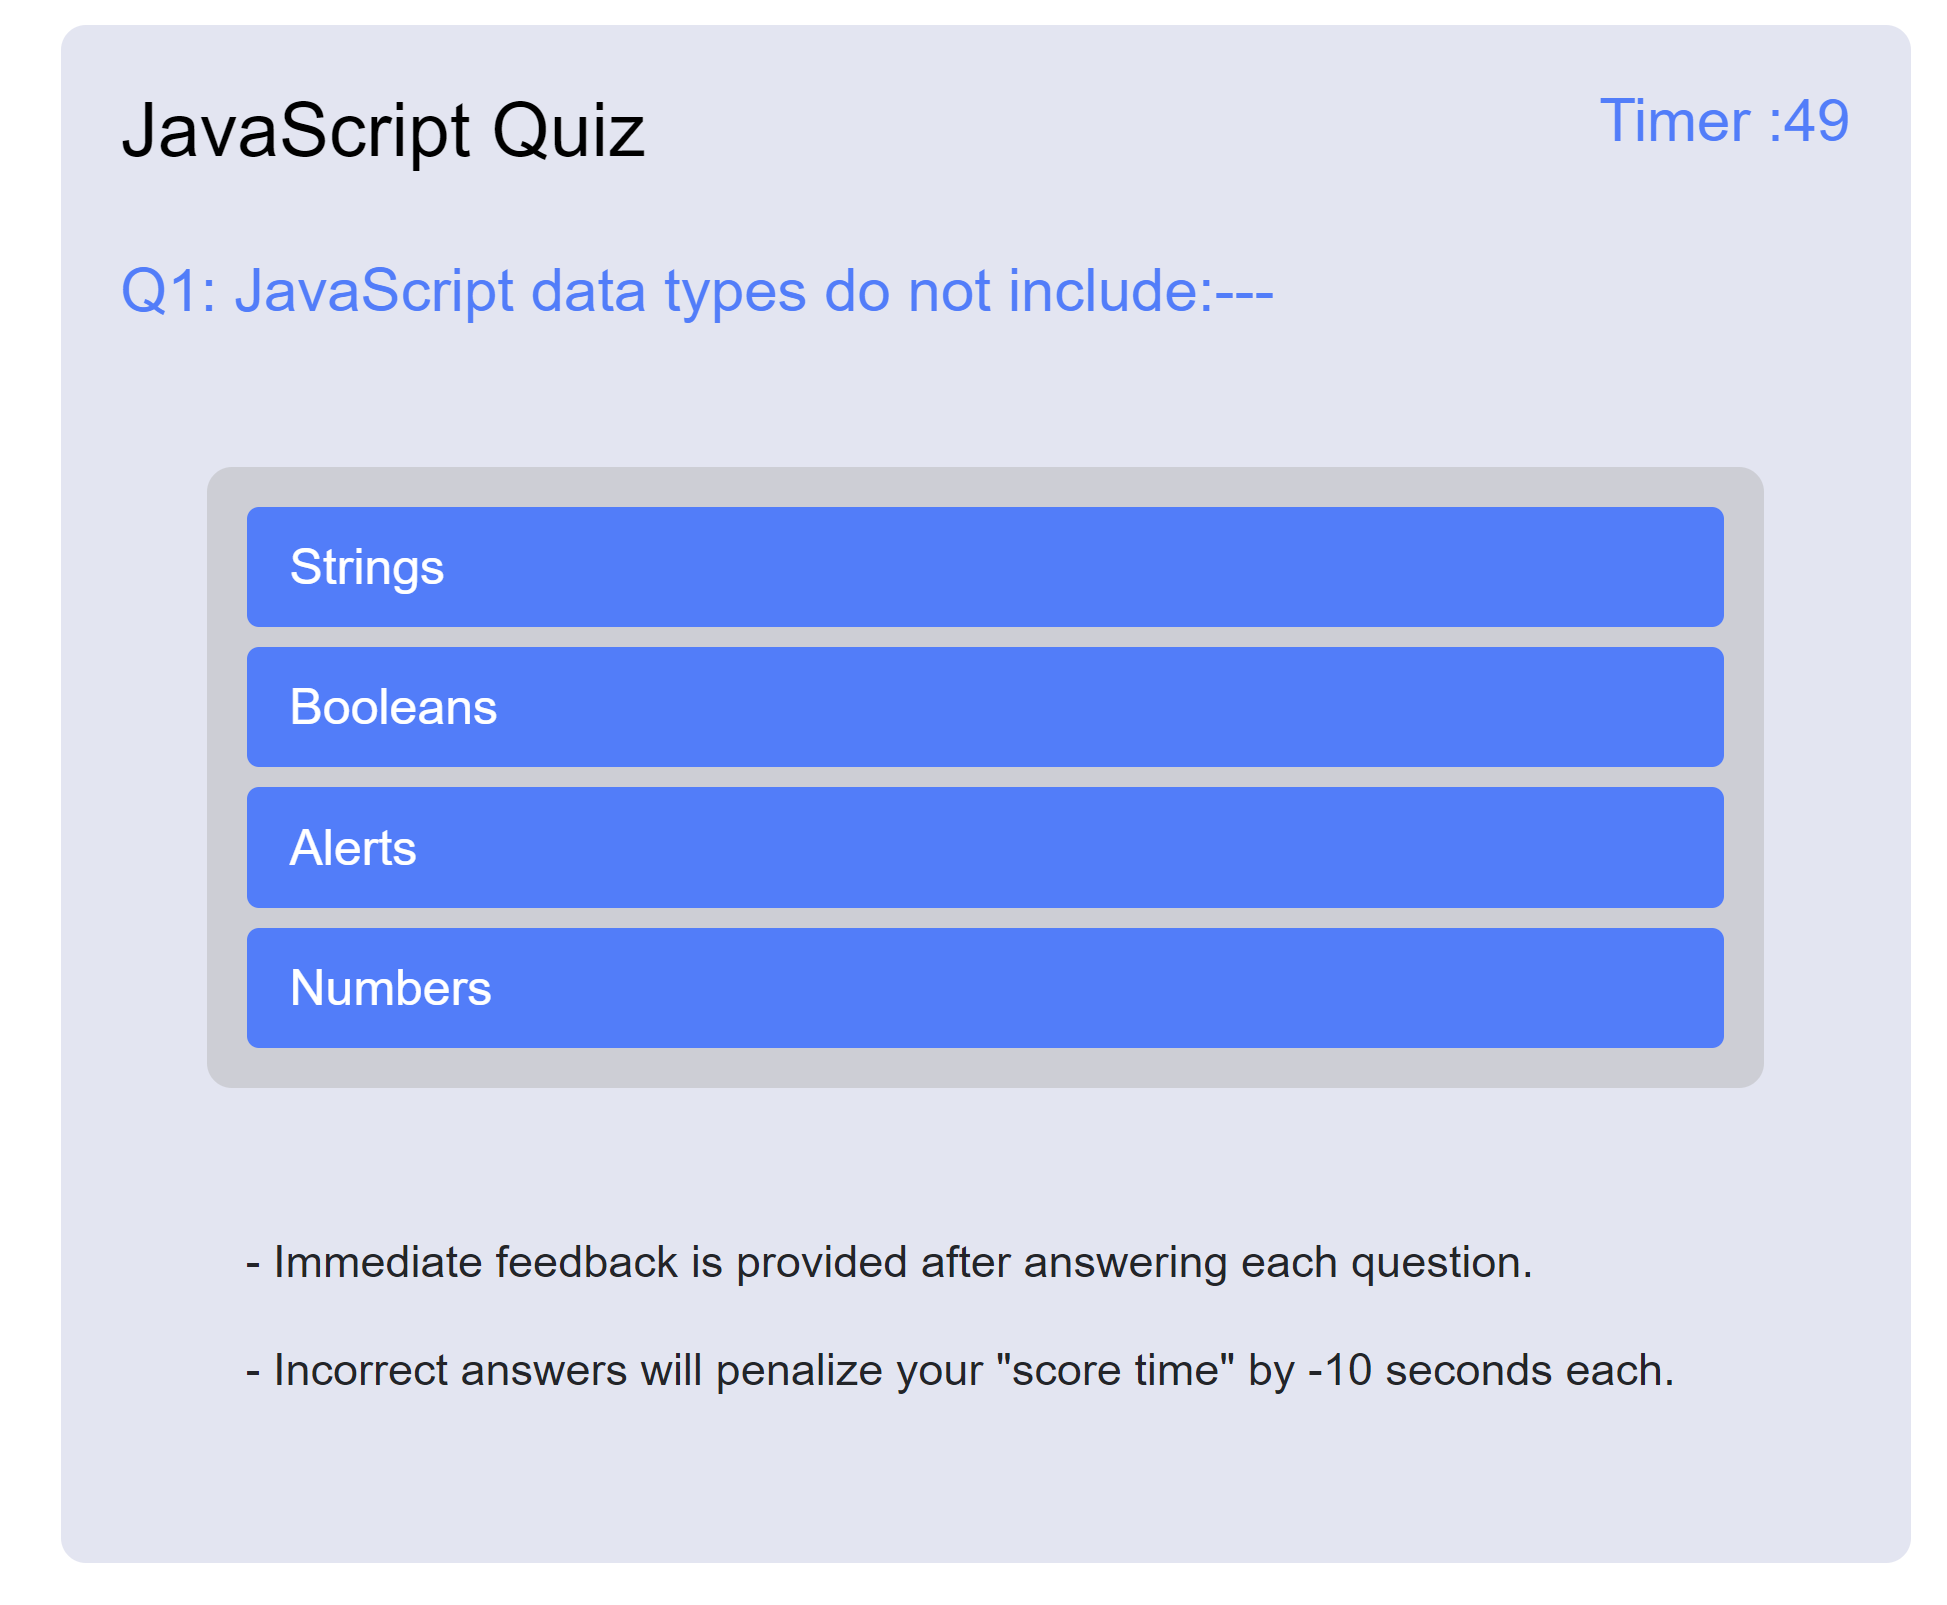 JavaScript Quiz
Timer :49
Q1: JavaScript data types do not include:---
Strings
Booleans
Alerts
Numbers
- Immediate feedback is provided after answering each question.
- Incorrect answers will penalize your "score time" by -10 seconds each.